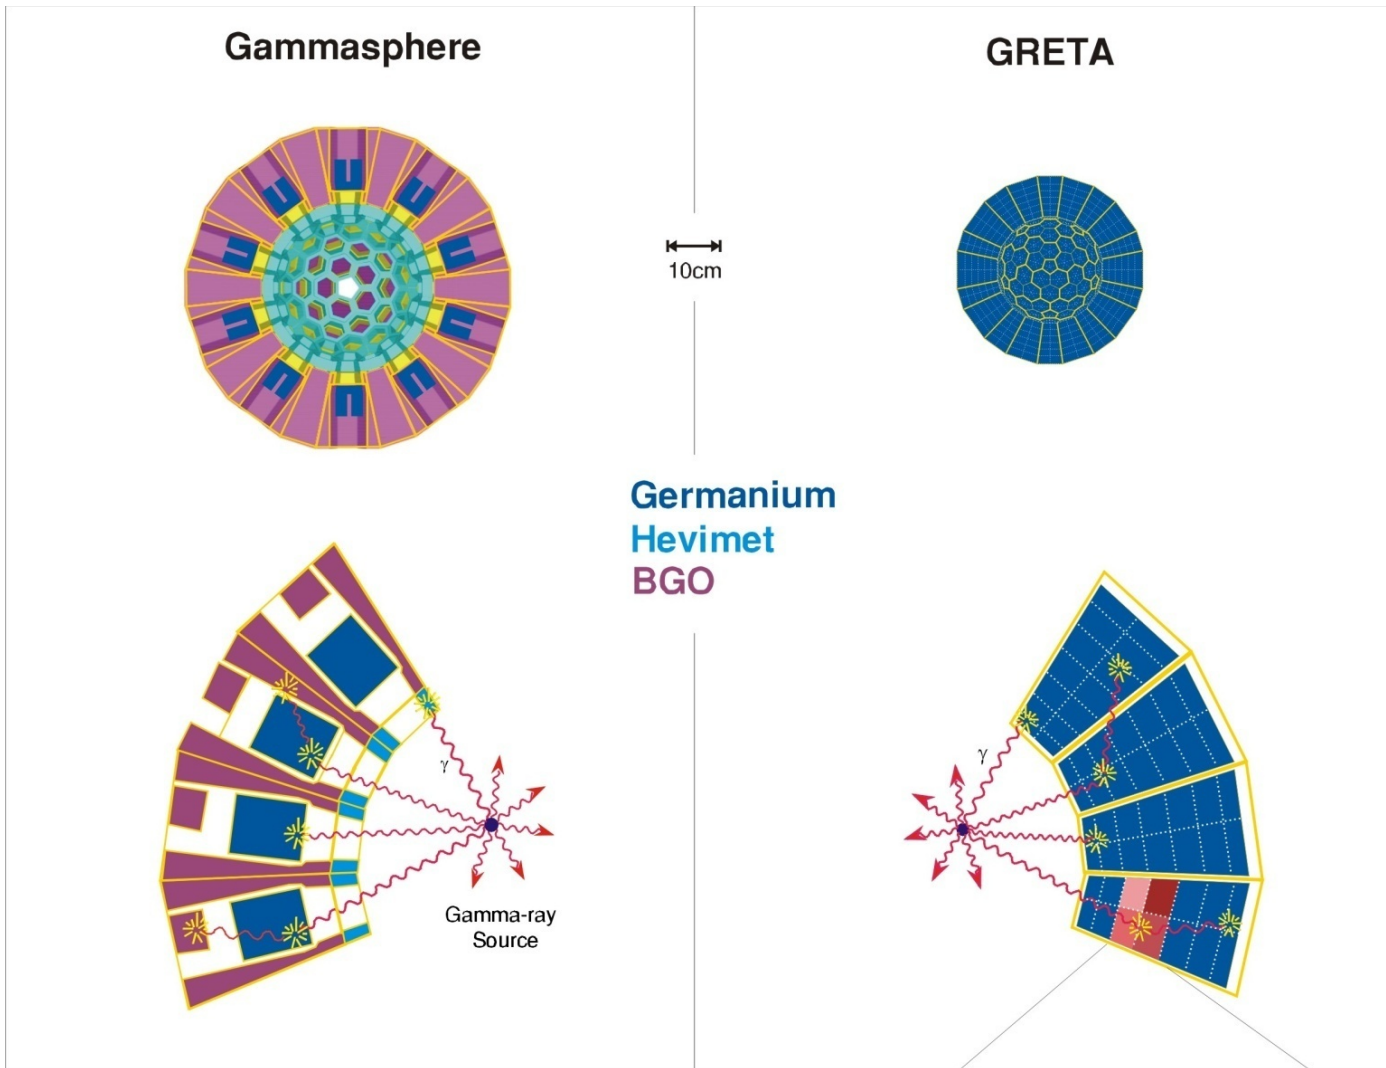 Gammasphere
GRETA
10cm
Germanium
Hevimet
BGO
γ
γ
Gamma-ray
Source